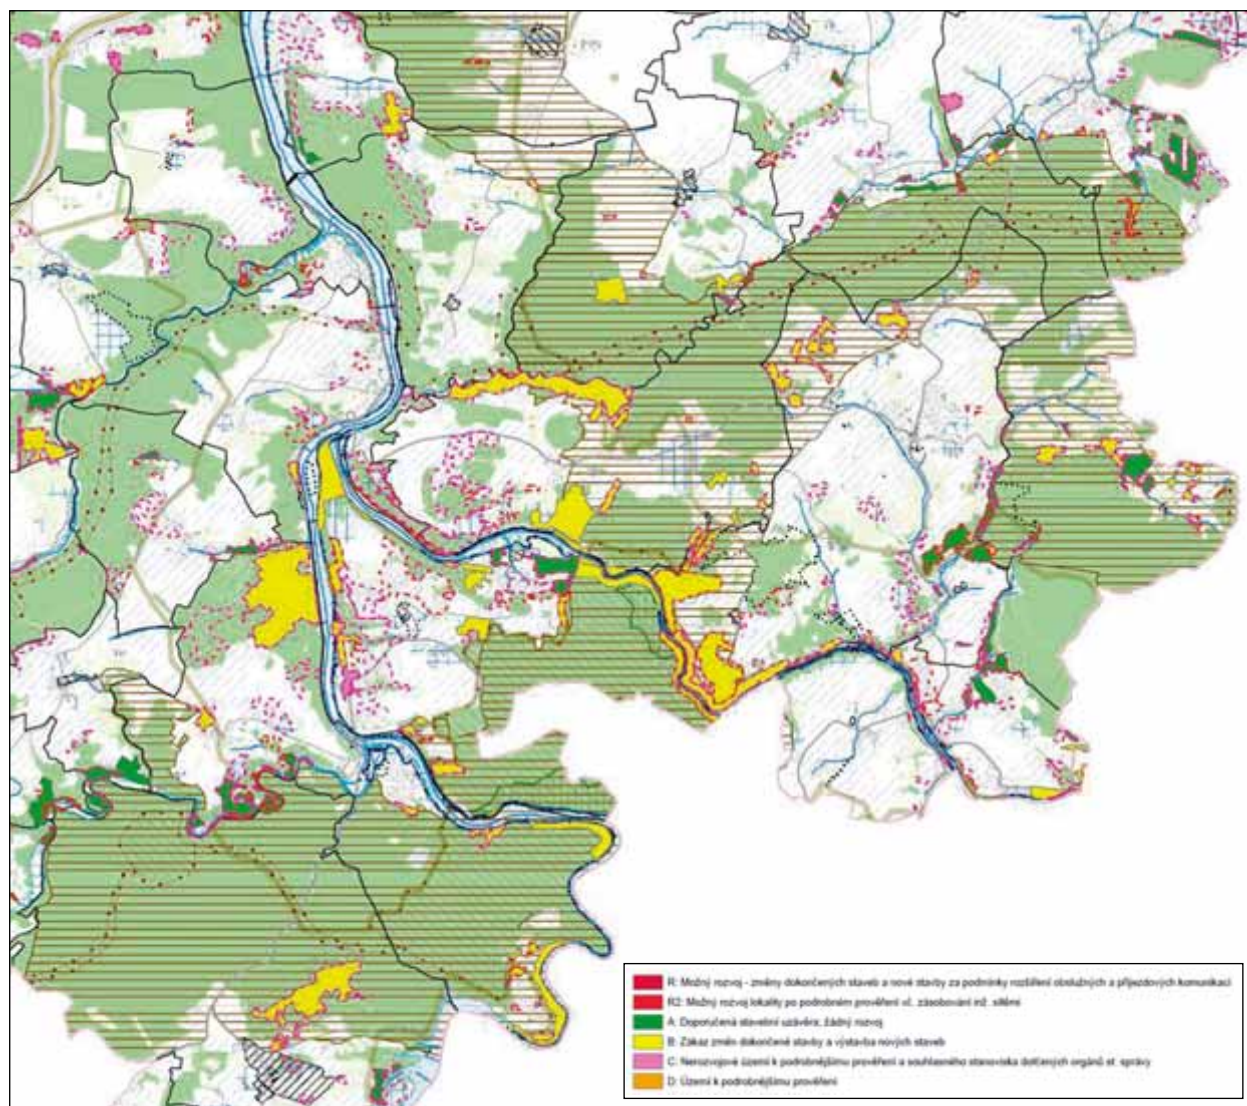 R: Možný rozvoj - změny dokončených staveb a nové stavby za podmínky rozšíření obslužných a příjezdových komunikací
R2: Možný rozvoj lokality po podrobném prověření vč. zásobování inž. sítěmi
A: Doporučená stavební uzávěra; žádný rozvoj
B: Zákaz změn dokončené stavby a výstavba nových staveb
C: Nerozvojové území k podrobnějšímu prověření a souhlasného stanoviska dotčených orgánů st. správy
D: Území k podrobnějšímu prověření